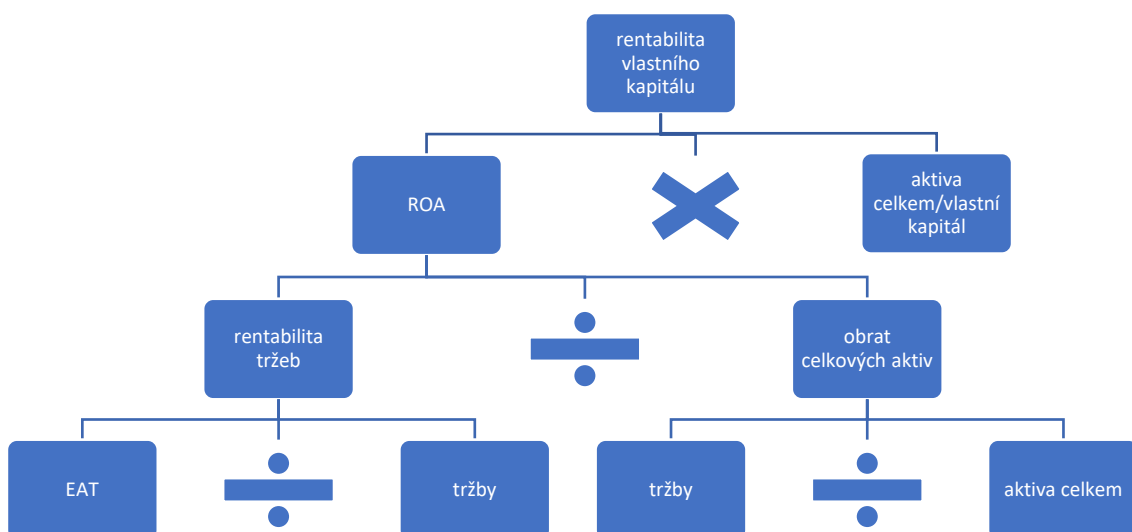 rentabilita
vlastního
kapitálu
ROA
aktiva
celkem/vlastní
kapitál
rentabilita
tržeb
obrat
celkových aktiv
EAT
tržby
tržby
aktiva celkem